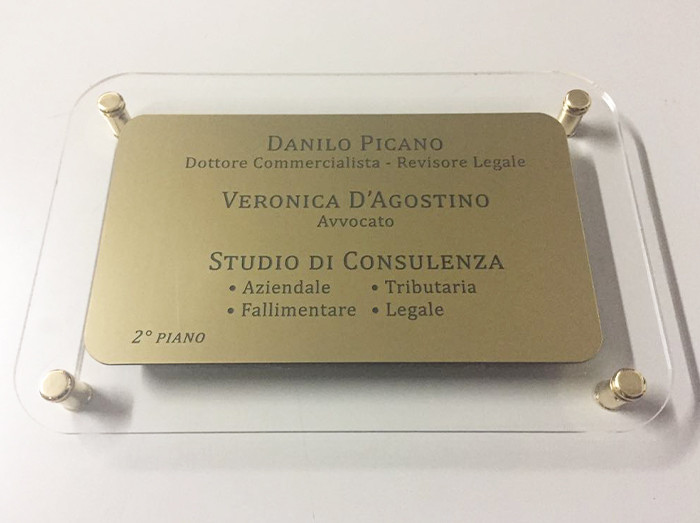 Danilo Picano
Dottore Commercialista - Revisore Legale
Veronica D'Agostino
Avvocato
Studio di Consulenza
• Aziendale • Tributaria
• Fallimentare • Legale
2° piano